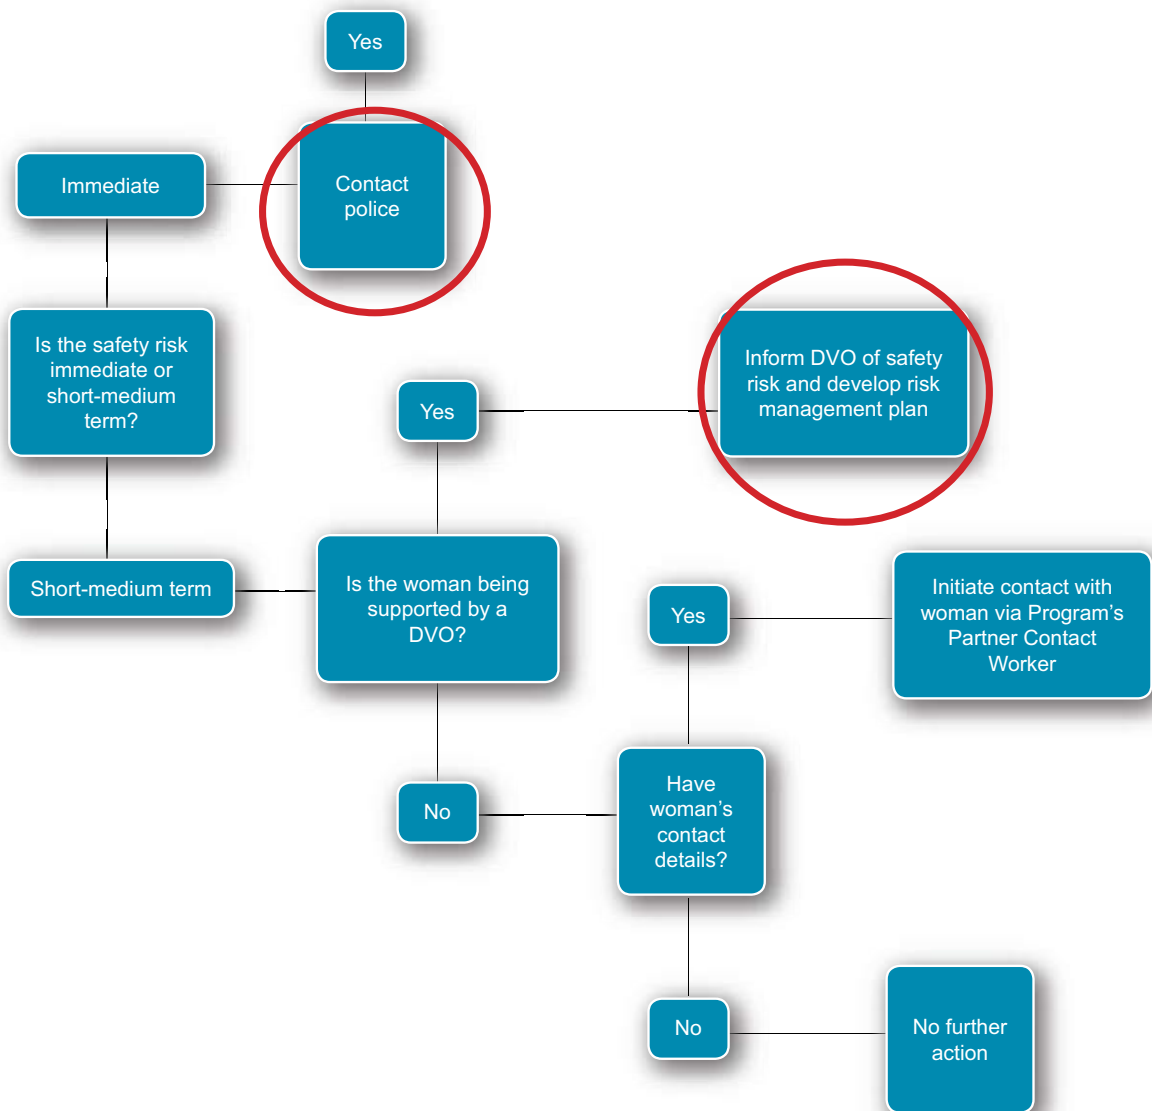 Yes
Contact
police
Immediate
Is the safety risk
immediate or
short-medium
term?
Inform DVO of safety
risk and develop risk
management plan
Yes
Short-medium term
Is the woman being
supported by a
DVO?
Yes
Initiate contact with
woman via Program’s
Partner Contact
Worker
No
Have
woman’s
contact
details?
No
No further
action